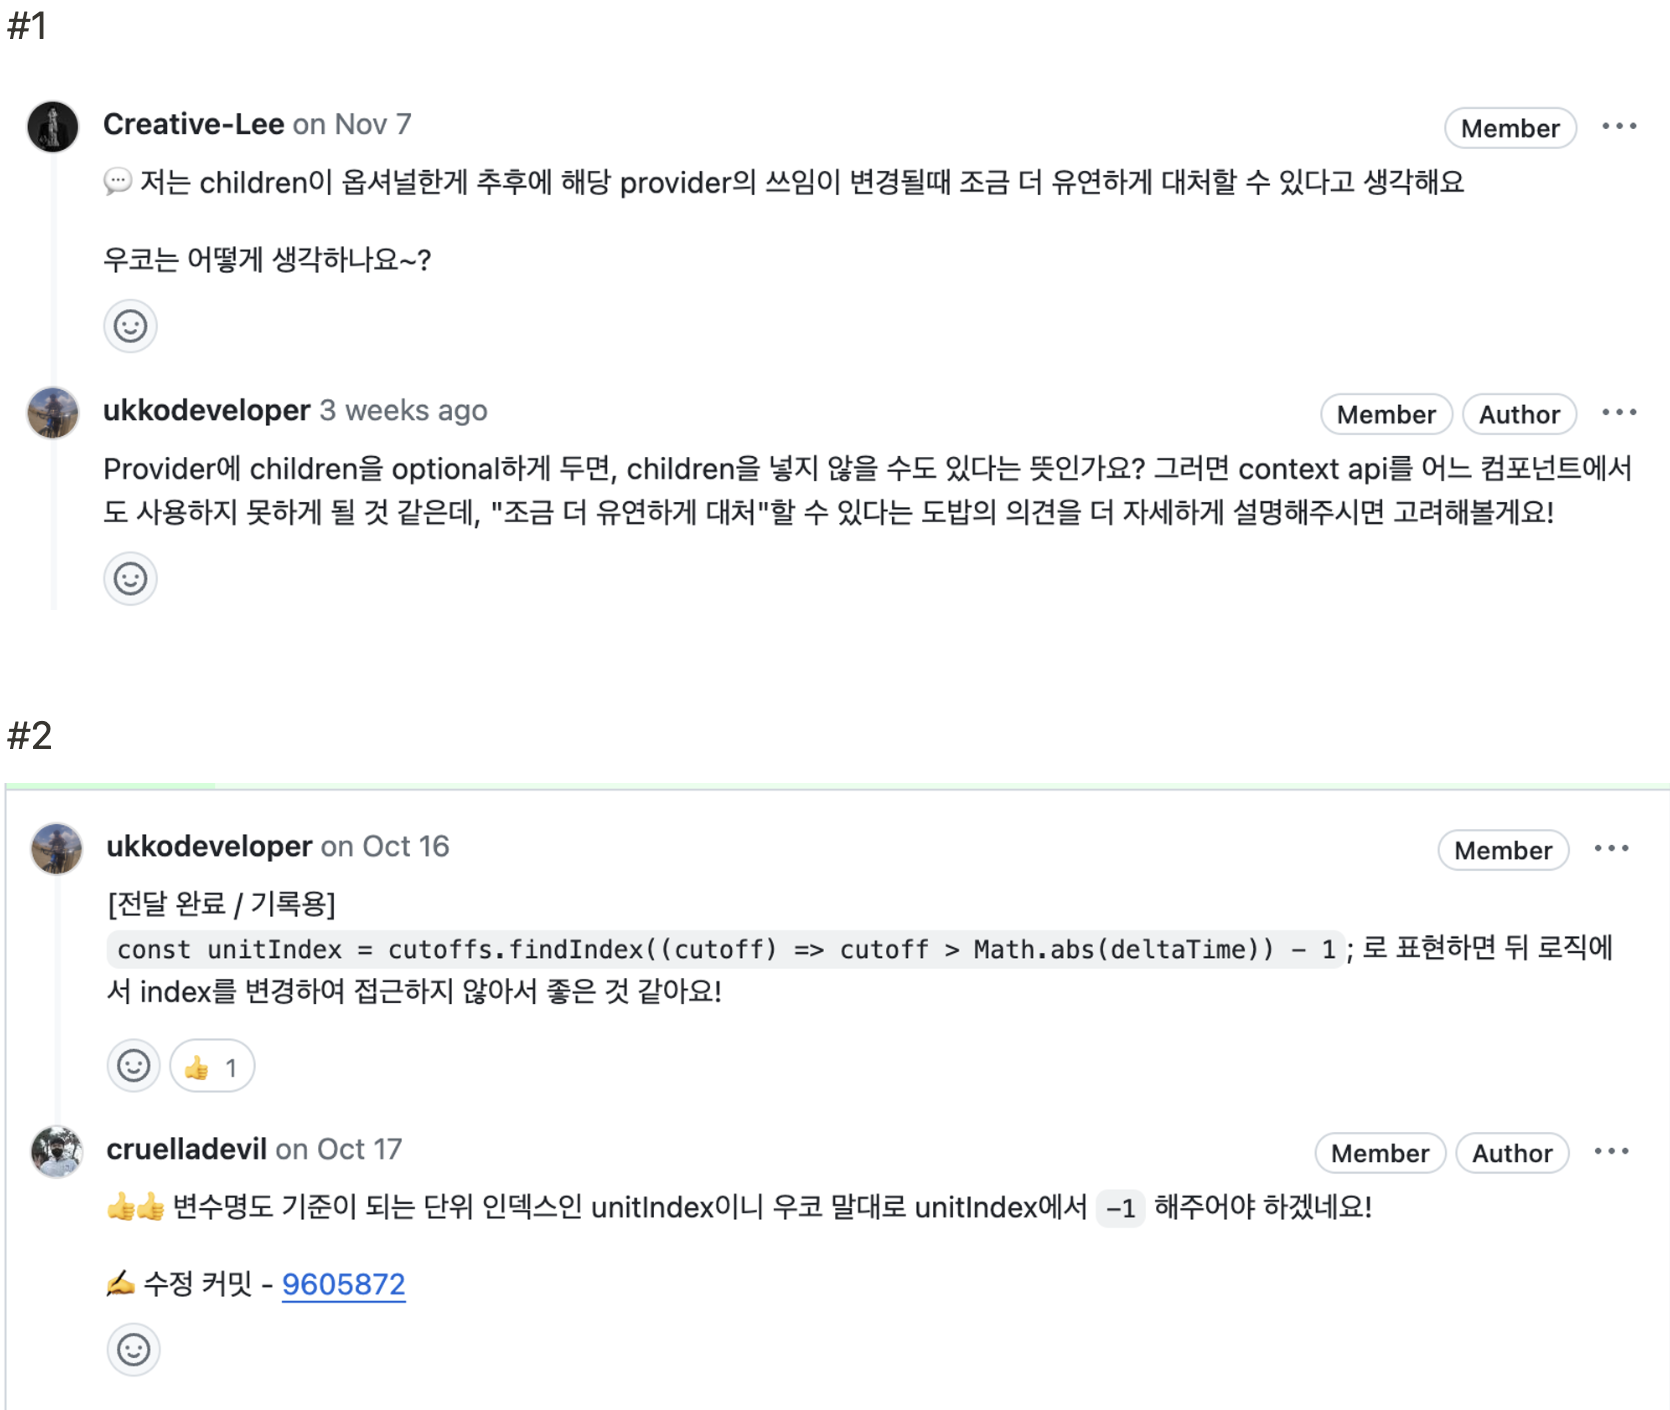 #1
Creative-Lee on Nov 7
Member
💬 저는 children이 옵셔널한게 추후에 해당 provider의 쓰임이 변경될때 조금 더 유연하게 대처할 수 있다고 생각해요
우코는 어떻게 생각하나요~?
ukkodeveloper 3 weeks ago
Member Author
Provider에 children을 optional하게 두면, children을 넣지 않을 수도 있다는 뜻인가요? 그러면 context api를 어느 컴포넌트에서
도 사용하지 못하게 될 것 같은데, "조금 더 유연하게 대처"할 수 있다는 도밥의 의견을 더 자세하게 설명해주시면 고려해볼게요!
#2
ukkodeveloper on Oct 16
Member
[전달 완료 / 기록용]
const unitIndex = cutoffs.findIndex((cutoff) => cutoff > Math.abs(deltaTime)) - 1; 로 표현하면 뒤 로직에
서 index를 변경하여 접근하지 않아서 좋은 것 같아요!
👍 1
cruelladevil on Oct 17
Member Author
👍👍 변수명도 기준이 되는 단위 인덱스인 unitIndex이니 우코 말대로 unitIndex에서 -1 해주어야 하겠네요!
✍️ 수정 커밋 - 9605872